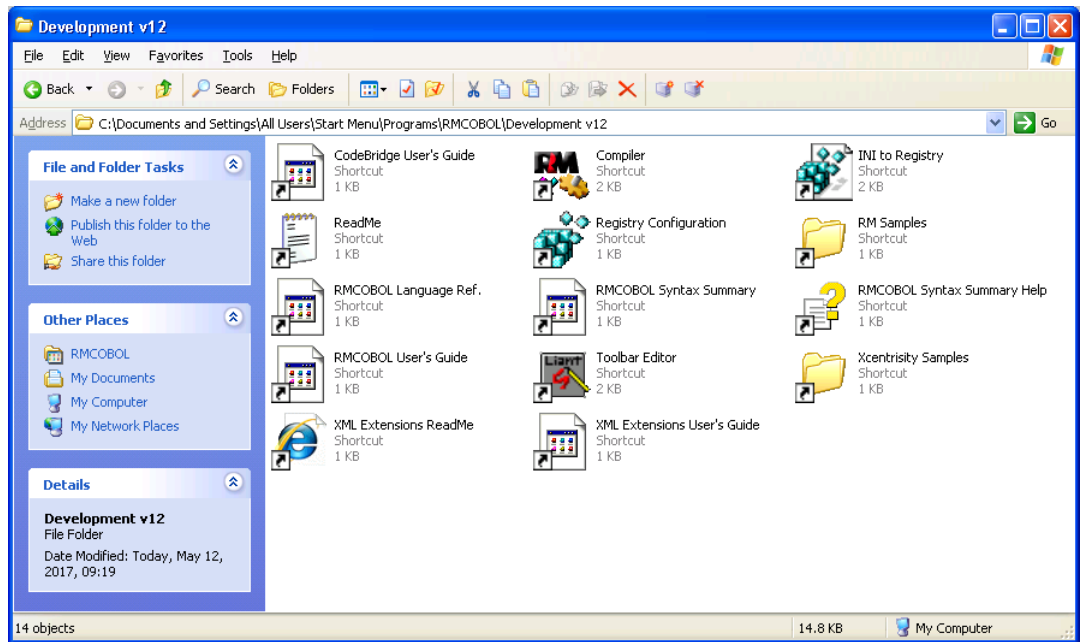 Development v12
File Edit View Favorites Tools Help
Back Search Folders
Address C:\Documents and Settings\All Users\Start Menu\Programs\RMCOBOL\Development v12 Go
File and Folder Tasks
Make a new folder
Publish this folder to the
Web
Share this folder
Other Places
RMCOBOL
My Documents
My Computer
My Network Places
Details
Development v12
File Folder
Date Modified: Today, May 12,
2017, 09:19
CodeBridge User's Guide
Shortcut
1 KB
RM
Compiler
Shortcut
2 KB
INI to Registry
Shortcut
2 KB
ReadMe
Shortcut
1 KB
Registry Configuration
Shortcut
1 KB
RM Samples
Shortcut
1 KB
RMCOBOL Language Ref.
Shortcut
1 KB
RMCOBOL Syntax Summary
Shortcut
1 KB
RMCOBOL Syntax Summary Help
Shortcut
1 KB
RMCOBOL User's Guide
Shortcut
1 KB
Liant
Toolbar Editor
Shortcut
2 KB
Xcentrisity Samples
Shortcut
1 KB
XML Extensions ReadMe
Shortcut
1 KB
XML Extensions User's Guide
Shortcut
1 KB
14 objects 14.8 KB My Computer